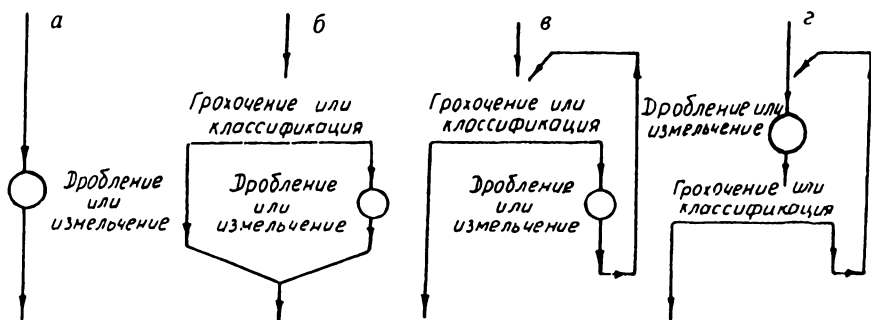 а
Дробление
или
измельчение
б
Грохочение или
классификация
Дробление
или
измельчение
в
Грохочение или
классификация
Дробление
или
измельчение
г
Дробление или
измельчение
Грохочение или
классификация